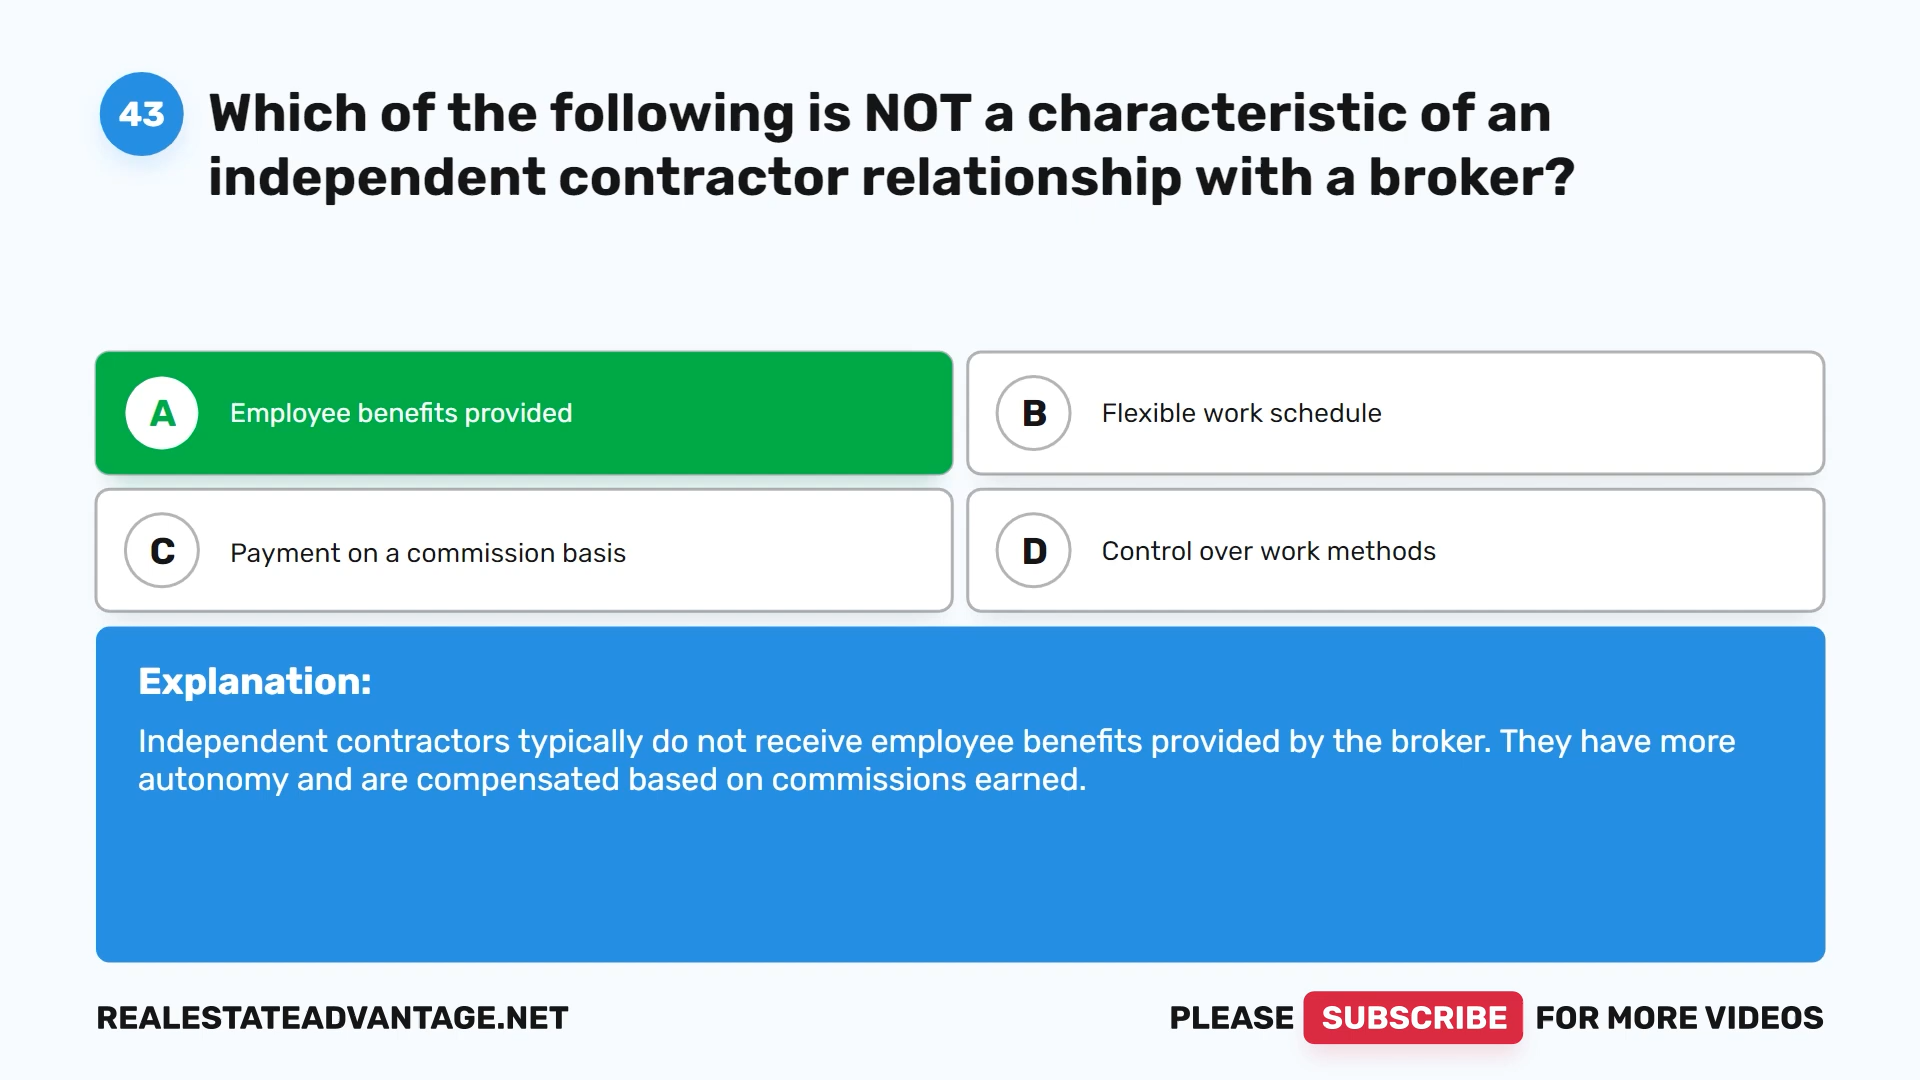 43
Which of the following is NOT a characteristic of an
independent contractor relationship with a broker?
A Employee benefits provided
B Flexible work schedule
C Payment on a commission basis
D Control over work methods
Explanation:
Independent contractors typically do not receive employee benefits provided by the broker. They have more
autonomy and are compensated based on commissions earned.
REALESTATEADVANTAGE.NET
PLEASE SUBSCRIBE FOR MORE VIDEOS